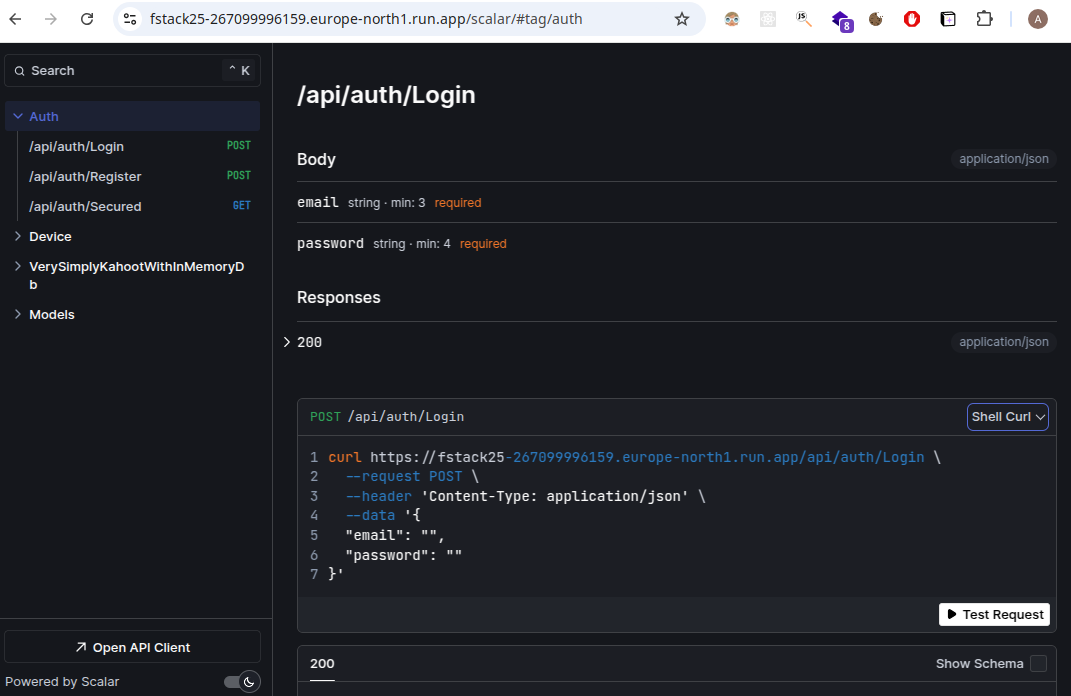 fstack25-267099996159.europe-north1.run.app/scalar/#tag/auth
JS
8
A
Search
⌃ K
Auth
/api/auth/Login POST
/api/auth/Register POST
/api/auth/Secured GET
Device
VerySimplyKahootWithInMemoryD
b
Models
Open API Client
Powered by Scalar
/api/auth/Login
Body application/json
email string · min: 3 required
password string · min: 4 required
Responses
200 application/json
POST /api/auth/Login Shell Curl
1 curl https://fstack25-267099996159.europe-north1.run.app/api/auth/Login \
2 --request POST \
3 --header 'Content-Type: application/json' \
4 --data '{
5 "email": "",
6 "password": ""
7 }'
Test Request
200 Show Schema